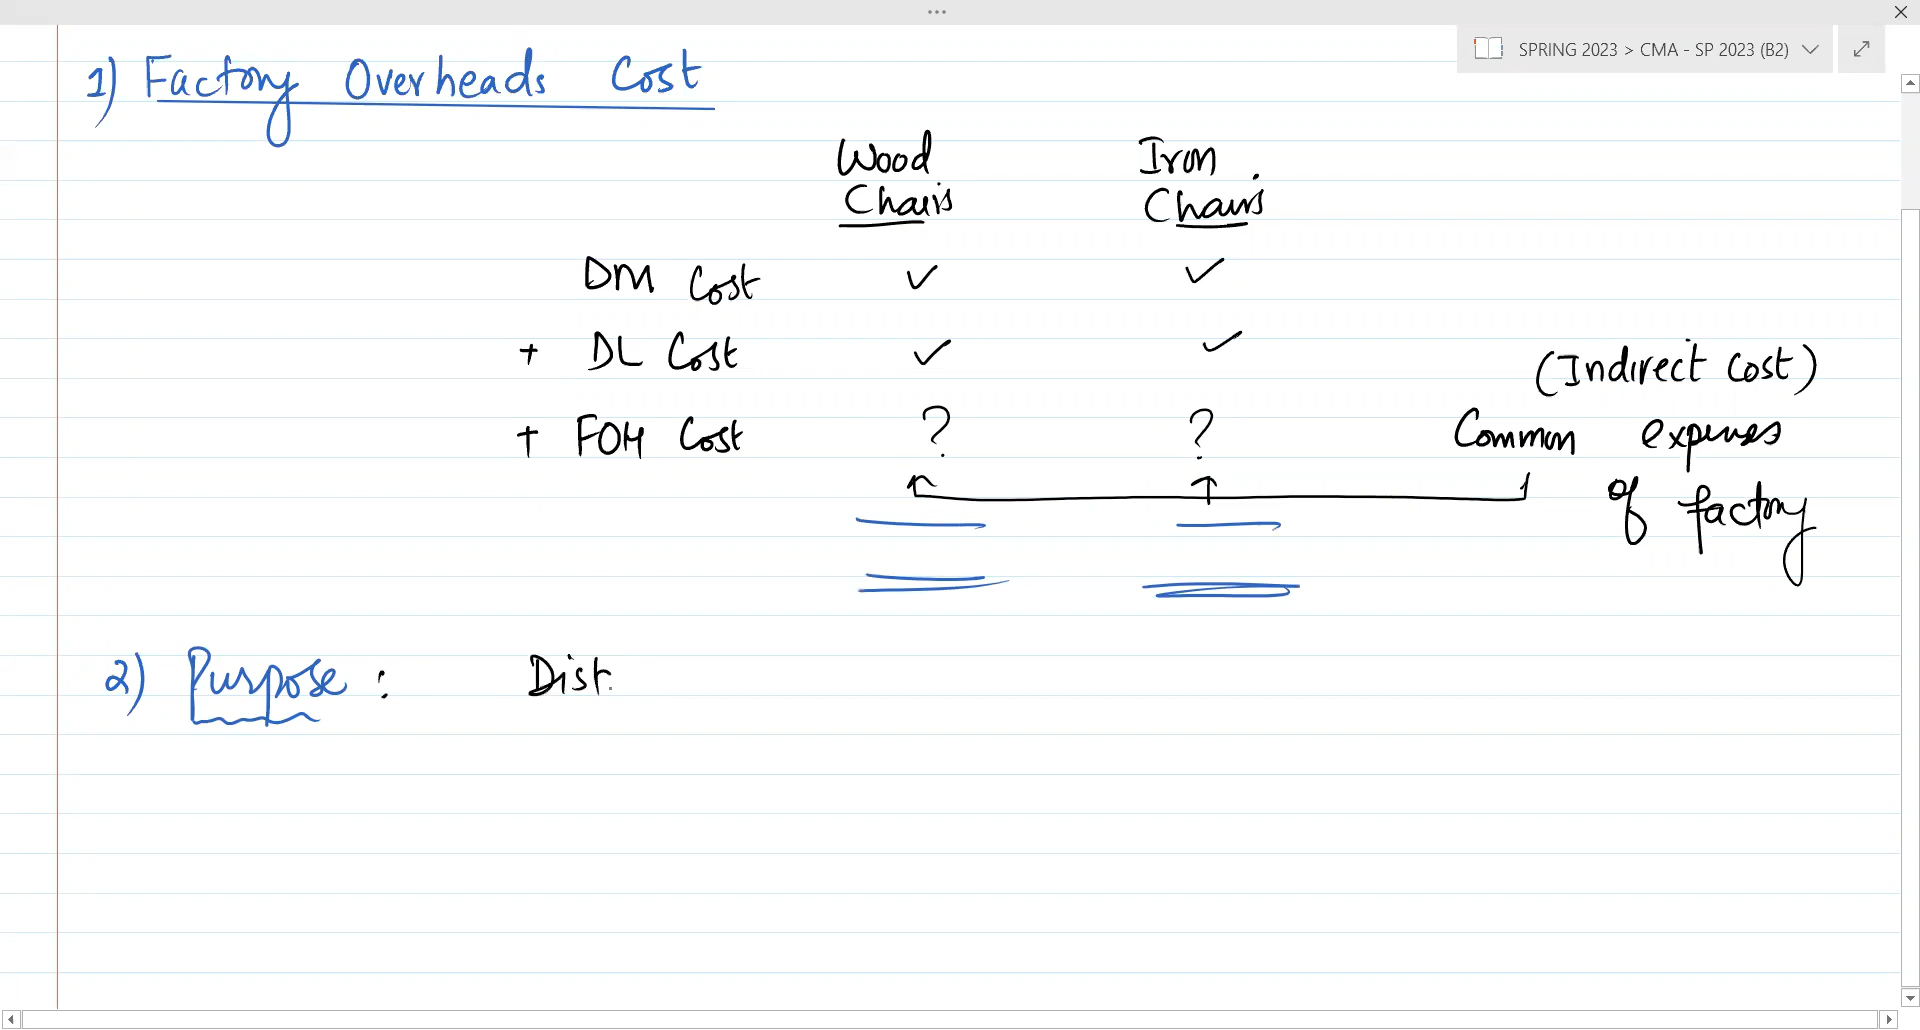 SPRING 2023 > CMA - SP 2023 (B2)
1) Factory Overheads Cost
Wood Iron
Chairs Chairs
DM Cost ✓ ✓
+ DL Cost ✓ ✓
(Indirect Cost)
+ FOH Cost ? ? Common expenses
of factory
2) Purpose : Dist.